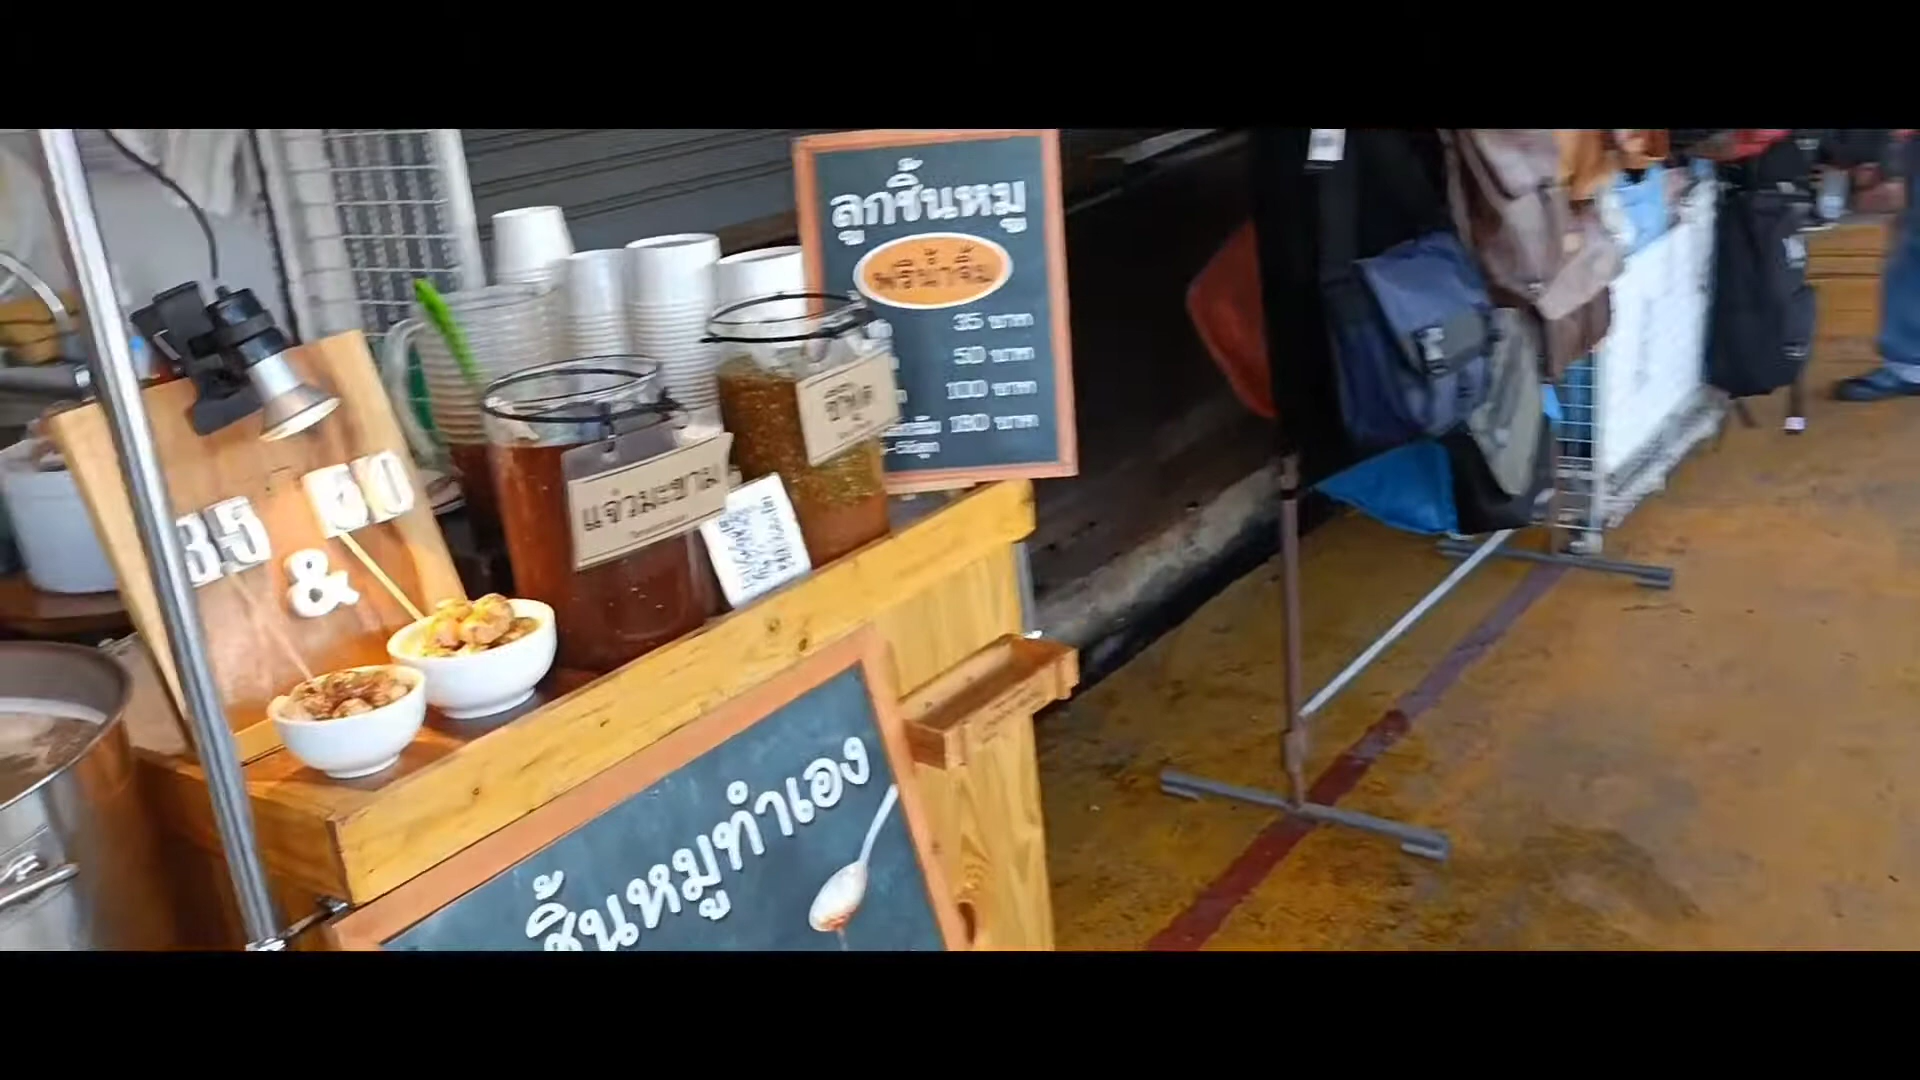 ลูกชิ้นหมู
ฟรีน้ำจิ้ม
35 บาท
50 บาท
100 บาท
180 บาท
35
&
50
แจ่วมะขาม
ซีฟู๊ด
ชิ้นหมูทำเอง